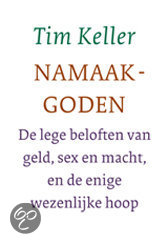 Tim Keller
NAMAAK-
GODEN
De lege beloften van
geld, sex en macht,
en de enige
wezenlijke hoop